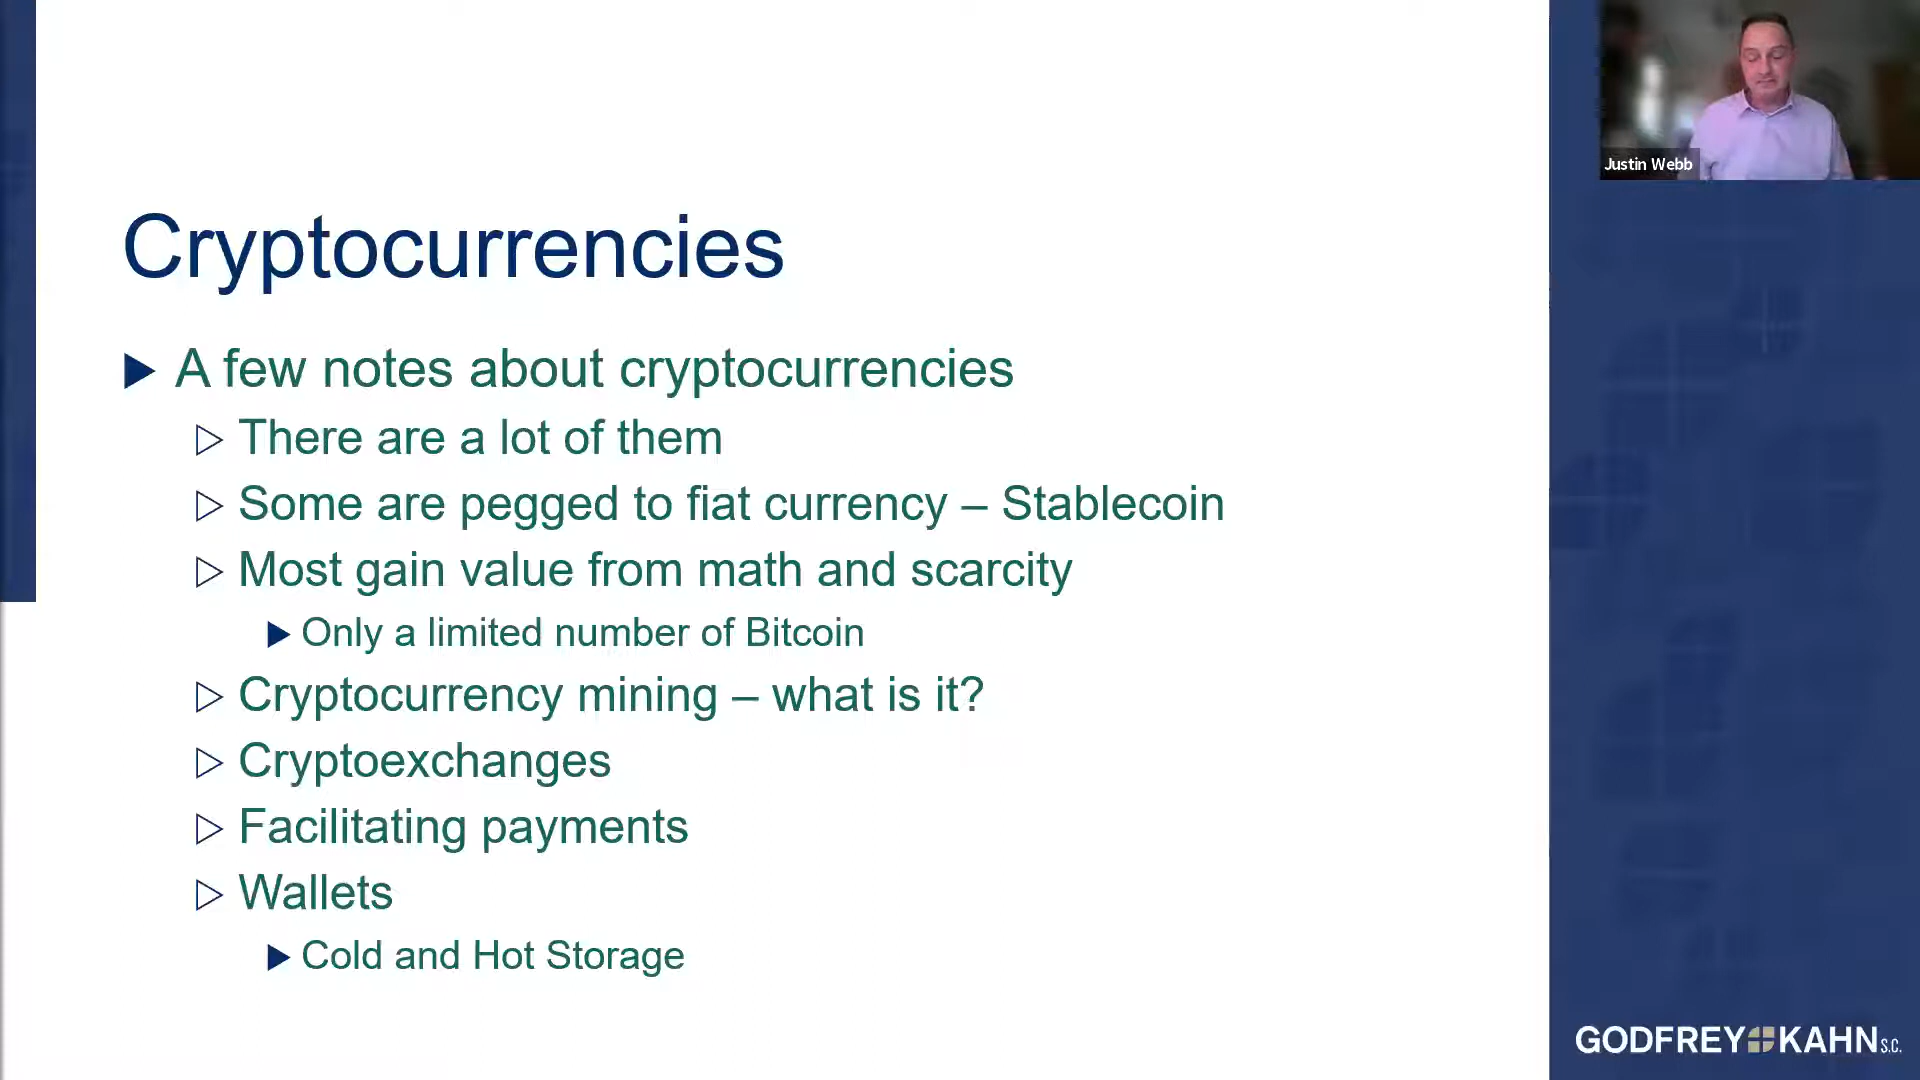 Justin Webb
Cryptocurrencies
A few notes about cryptocurrencies
There are a lot of them
Some are pegged to fiat currency – Stablecoin
Most gain value from math and scarcity
Only a limited number of Bitcoin
Cryptocurrency mining – what is it?
Cryptoexchanges
Facilitating payments
Wallets
Cold and Hot Storage
GODFREY KAHN S.C.